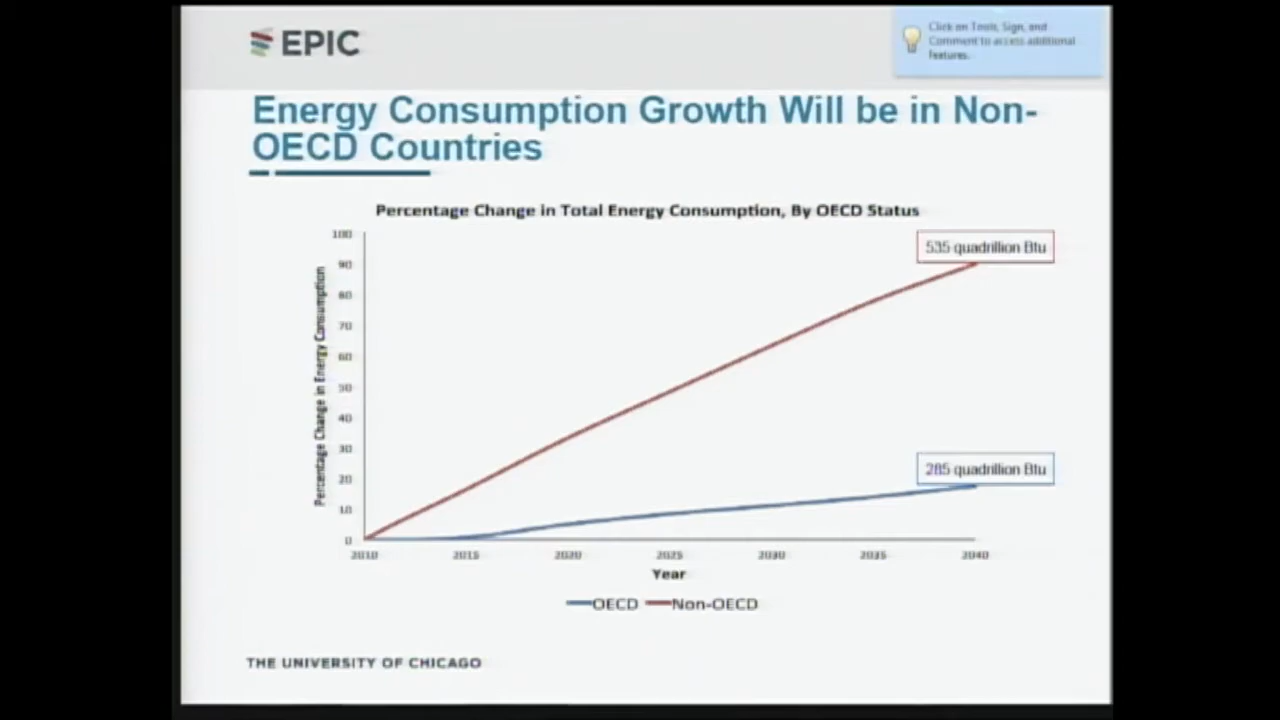 EPIC
Click on Tools, Sign, and
Comment to access additional
features.
Energy Consumption Growth Will be in Non-
OECD Countries
Percentage Change in Total Energy Consumption, By OECD Status
Percentage Change in Energy Consumption
100
90
80
70
60
50
40
30
20
10
0
535 quadrillion Btu
285 quadrillion Btu
2010 2015 2020 2025 2030 2035 2040
Year
OECD Non-OECD
THE UNIVERSITY OF CHICAGO